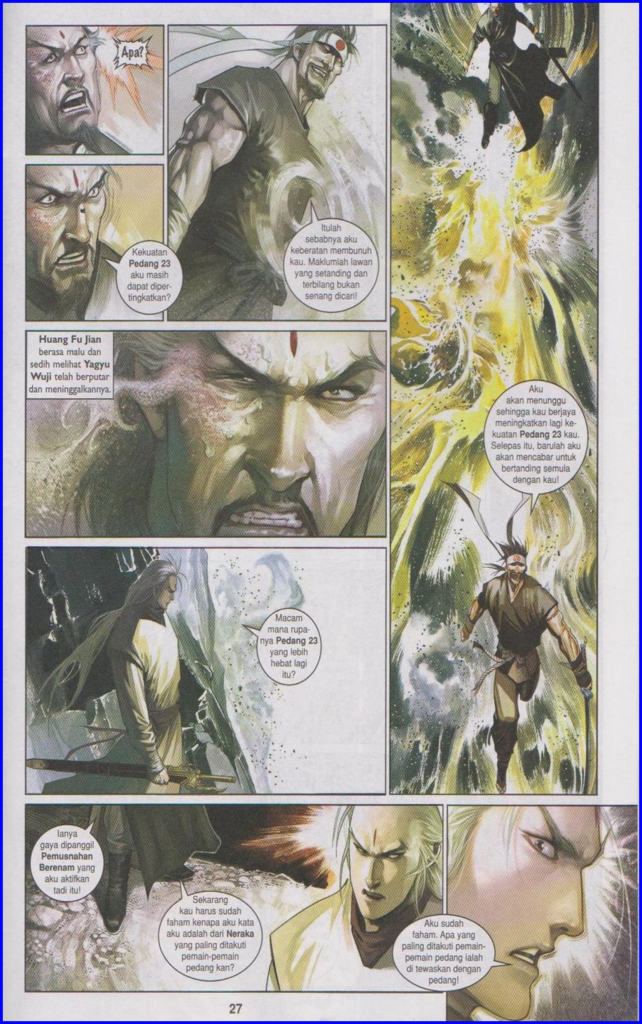 Apa?
Kekuatan
Pedang 23
aku masih
dapat diper-
tingkatkan?
Itulah
sebabnya aku
keberatan membunuh
kau. Maklumlah lawan
yang setanding dan
terbilang bukan
senang dicari!
Huang Fu Jian
berasa malu dan
sedih melihat Yagyu
Wuji telah berputar
dan meninggalkannya.
Aku
akan menunggu
sehingga kau berjaya
meningkatkan lagi ke-
kuatan Pedang 23 kau.
Selepas itu, barulah aku
akan mencabar untuk
bertanding semula
dengan kau!
Macam
mana rupa-
nya Pedang 23
yang lebih
hebat lagi
itu?
Ianya
gaya dipanggil
Pemusnahan
Berenam yang
aku aktifkan
tadi itu!
Sekarang
kau harus sudah
faham kenapa aku kata
aku adalah dari Neraka
yang paling ditakuti
pemain-pemain
pedang kan?
Aku sudah
faham. Apa yang
paling ditakuti pemain-
pemain pedang ialah
di tewaskan dengan
pedang!
27